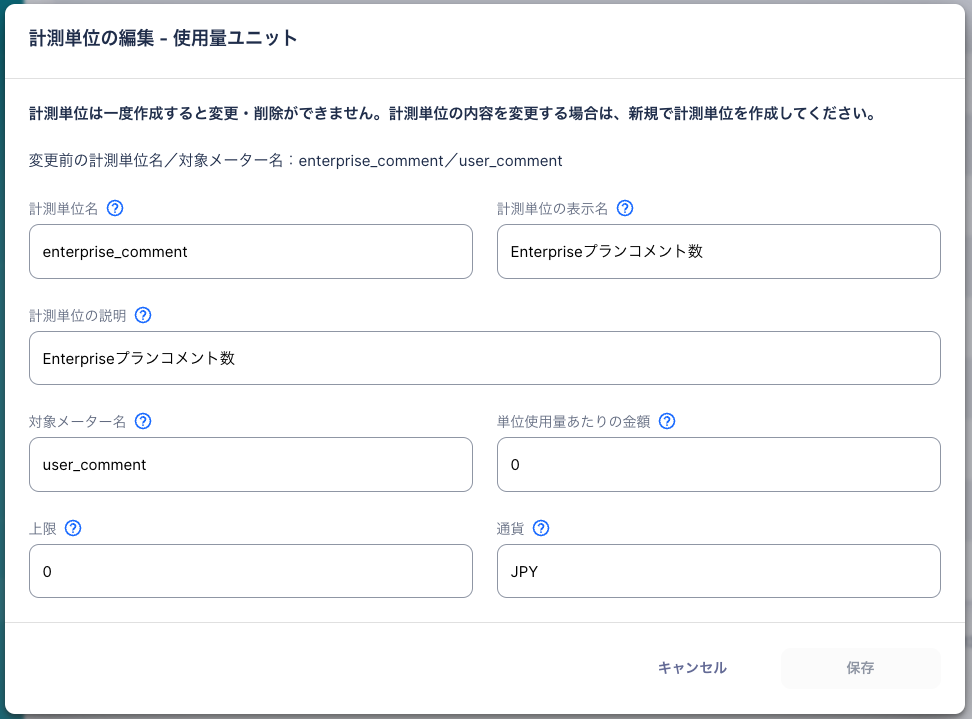 計測単位の編集 - 使用量ユニット
計測単位は一度作成すると変更・削除ができません。計測単位の内容を変更する場合は、新規で計測単位を作成してください。
変更前の計測単位名／対象メーター名：enterprise_comment／user_comment
計測単位名 ?
計測単位の表示名 ?
enterprise_comment
Enterpriseプランコメント数
計測単位の説明 ?
Enterpriseプランコメント数
対象メーター名 ?
単位使用量あたりの金額 ?
user_comment
0
上限 ?
通貨 ?
0
JPY
キャンセル
保存